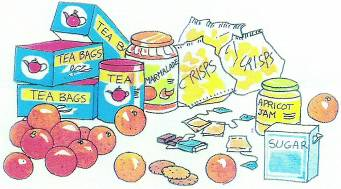 TEA BAGS
TEA BAGS
TEA BAGS
TEA
MARMALADE
CRISPS
CRISPS
APRICOT
JAM
SUGAR